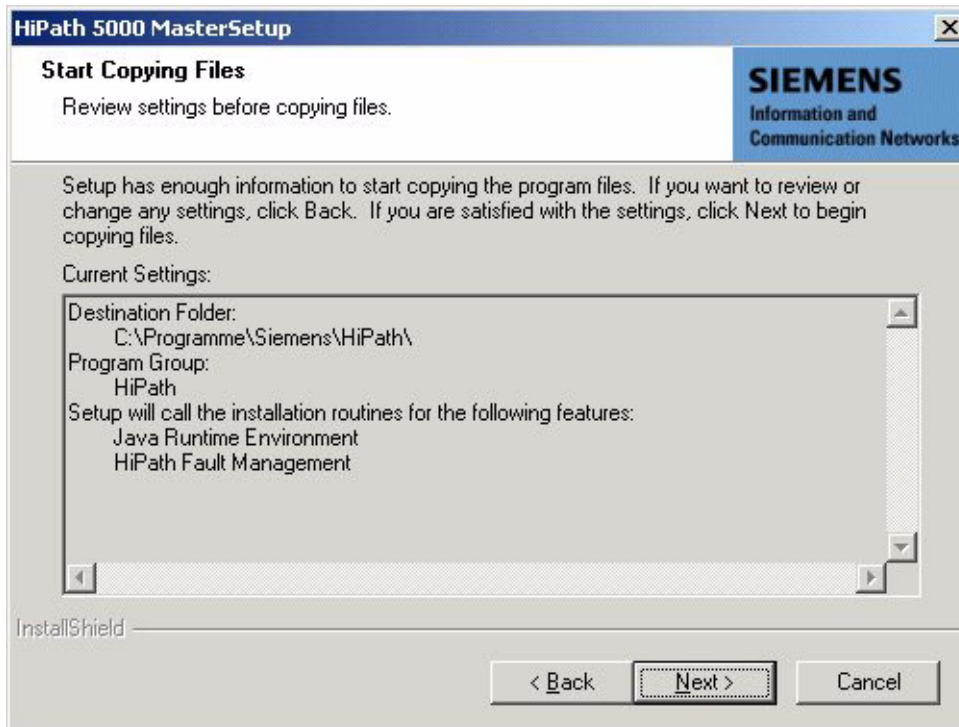 HiPath 5000 MasterSetup
Start Copying Files
Review settings before copying files.
SIEMENS
Information and
Communication Networks
Setup has enough information to start copying the program files. If you want to review or
change any settings, click Back. If you are satisfied with the settings, click Next to begin
copying files.
Current Settings:
Destination Folder:
C:\Programme\Siemens\HiPath\
Program Group:
HiPath
Setup will call the installation routines for the following features:
Java Runtime Environment
HiPath Fault Management
InstallShield
< Back
Next >
Cancel